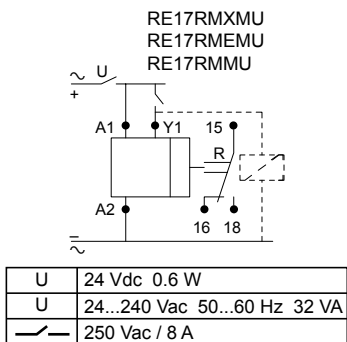 RE17RMXMU
RE17RMEMU
RE17RMMU
~ U
+
A1 Y1 15
R
A2
16 18
–
~
U 24 Vdc 0.6 W
U 24...240 Vac 50...60 Hz 32 VA
250 Vac / 8 A